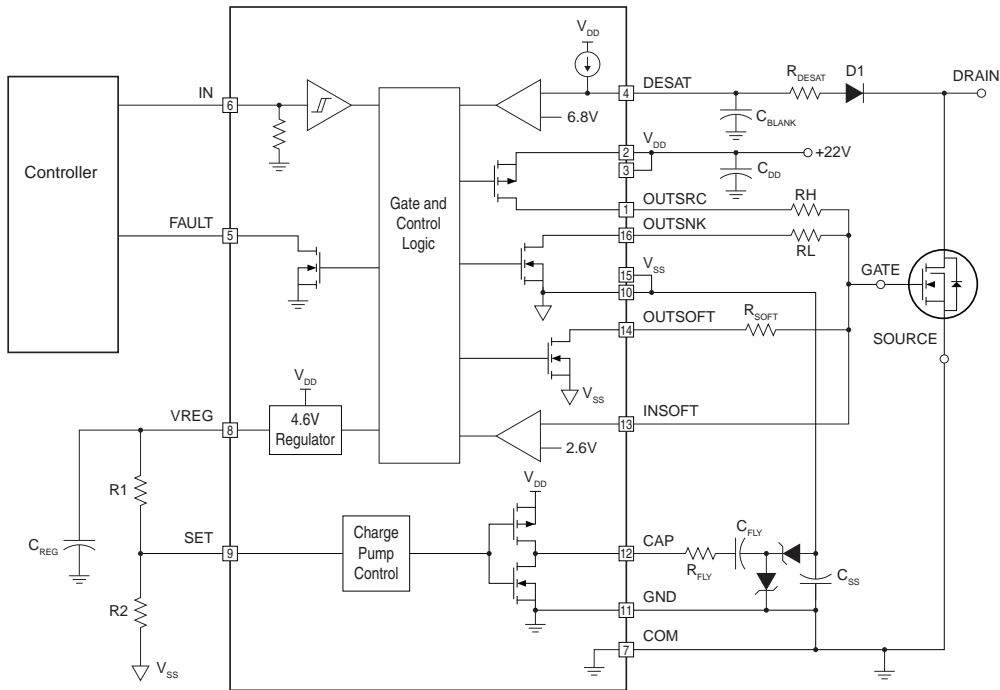 V_DD
IN
6
4
DESAT
R_DESAT
D1
DRAIN
6.8V
C_BLANK
Controller
V_DD
2
3
+22V
C_DD
Gate and
Control
Logic
1
OUTSRC
RH
FAULT
5
16
OUTSNK
RL
15
V_SS
10
GATE
14
OUTSOFT
R_SOFT
SOURCE
V_SS
V_DD
VREG
8
4.6V
Regulator
13
INSOFT
2.6V
R1
V_DD
C_REG
SET
9
Charge
Pump
Control
12
CAP
R_FLY
C_FLY
C_SS
R2
11
GND
7
COM
V_SS